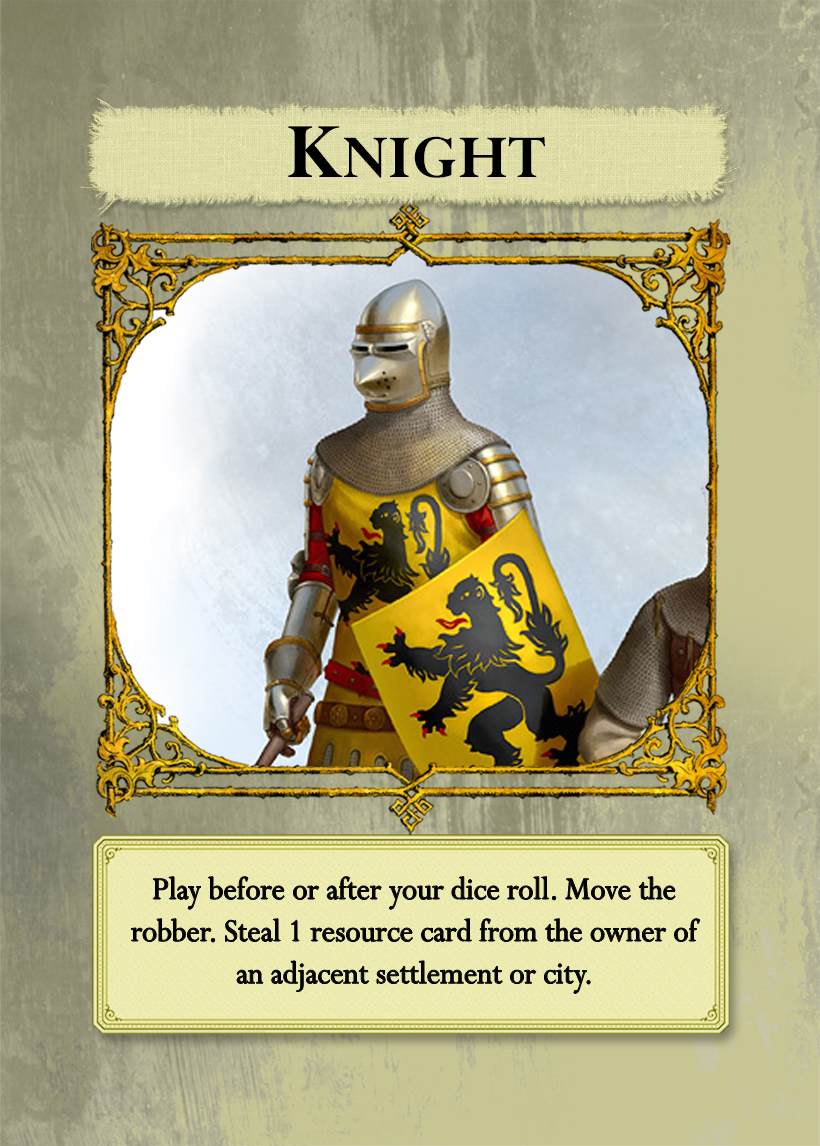 Knight
Play before or after your dice roll. Move the
robber. Steal 1 resource card from the owner of
an adjacent settlement or city.